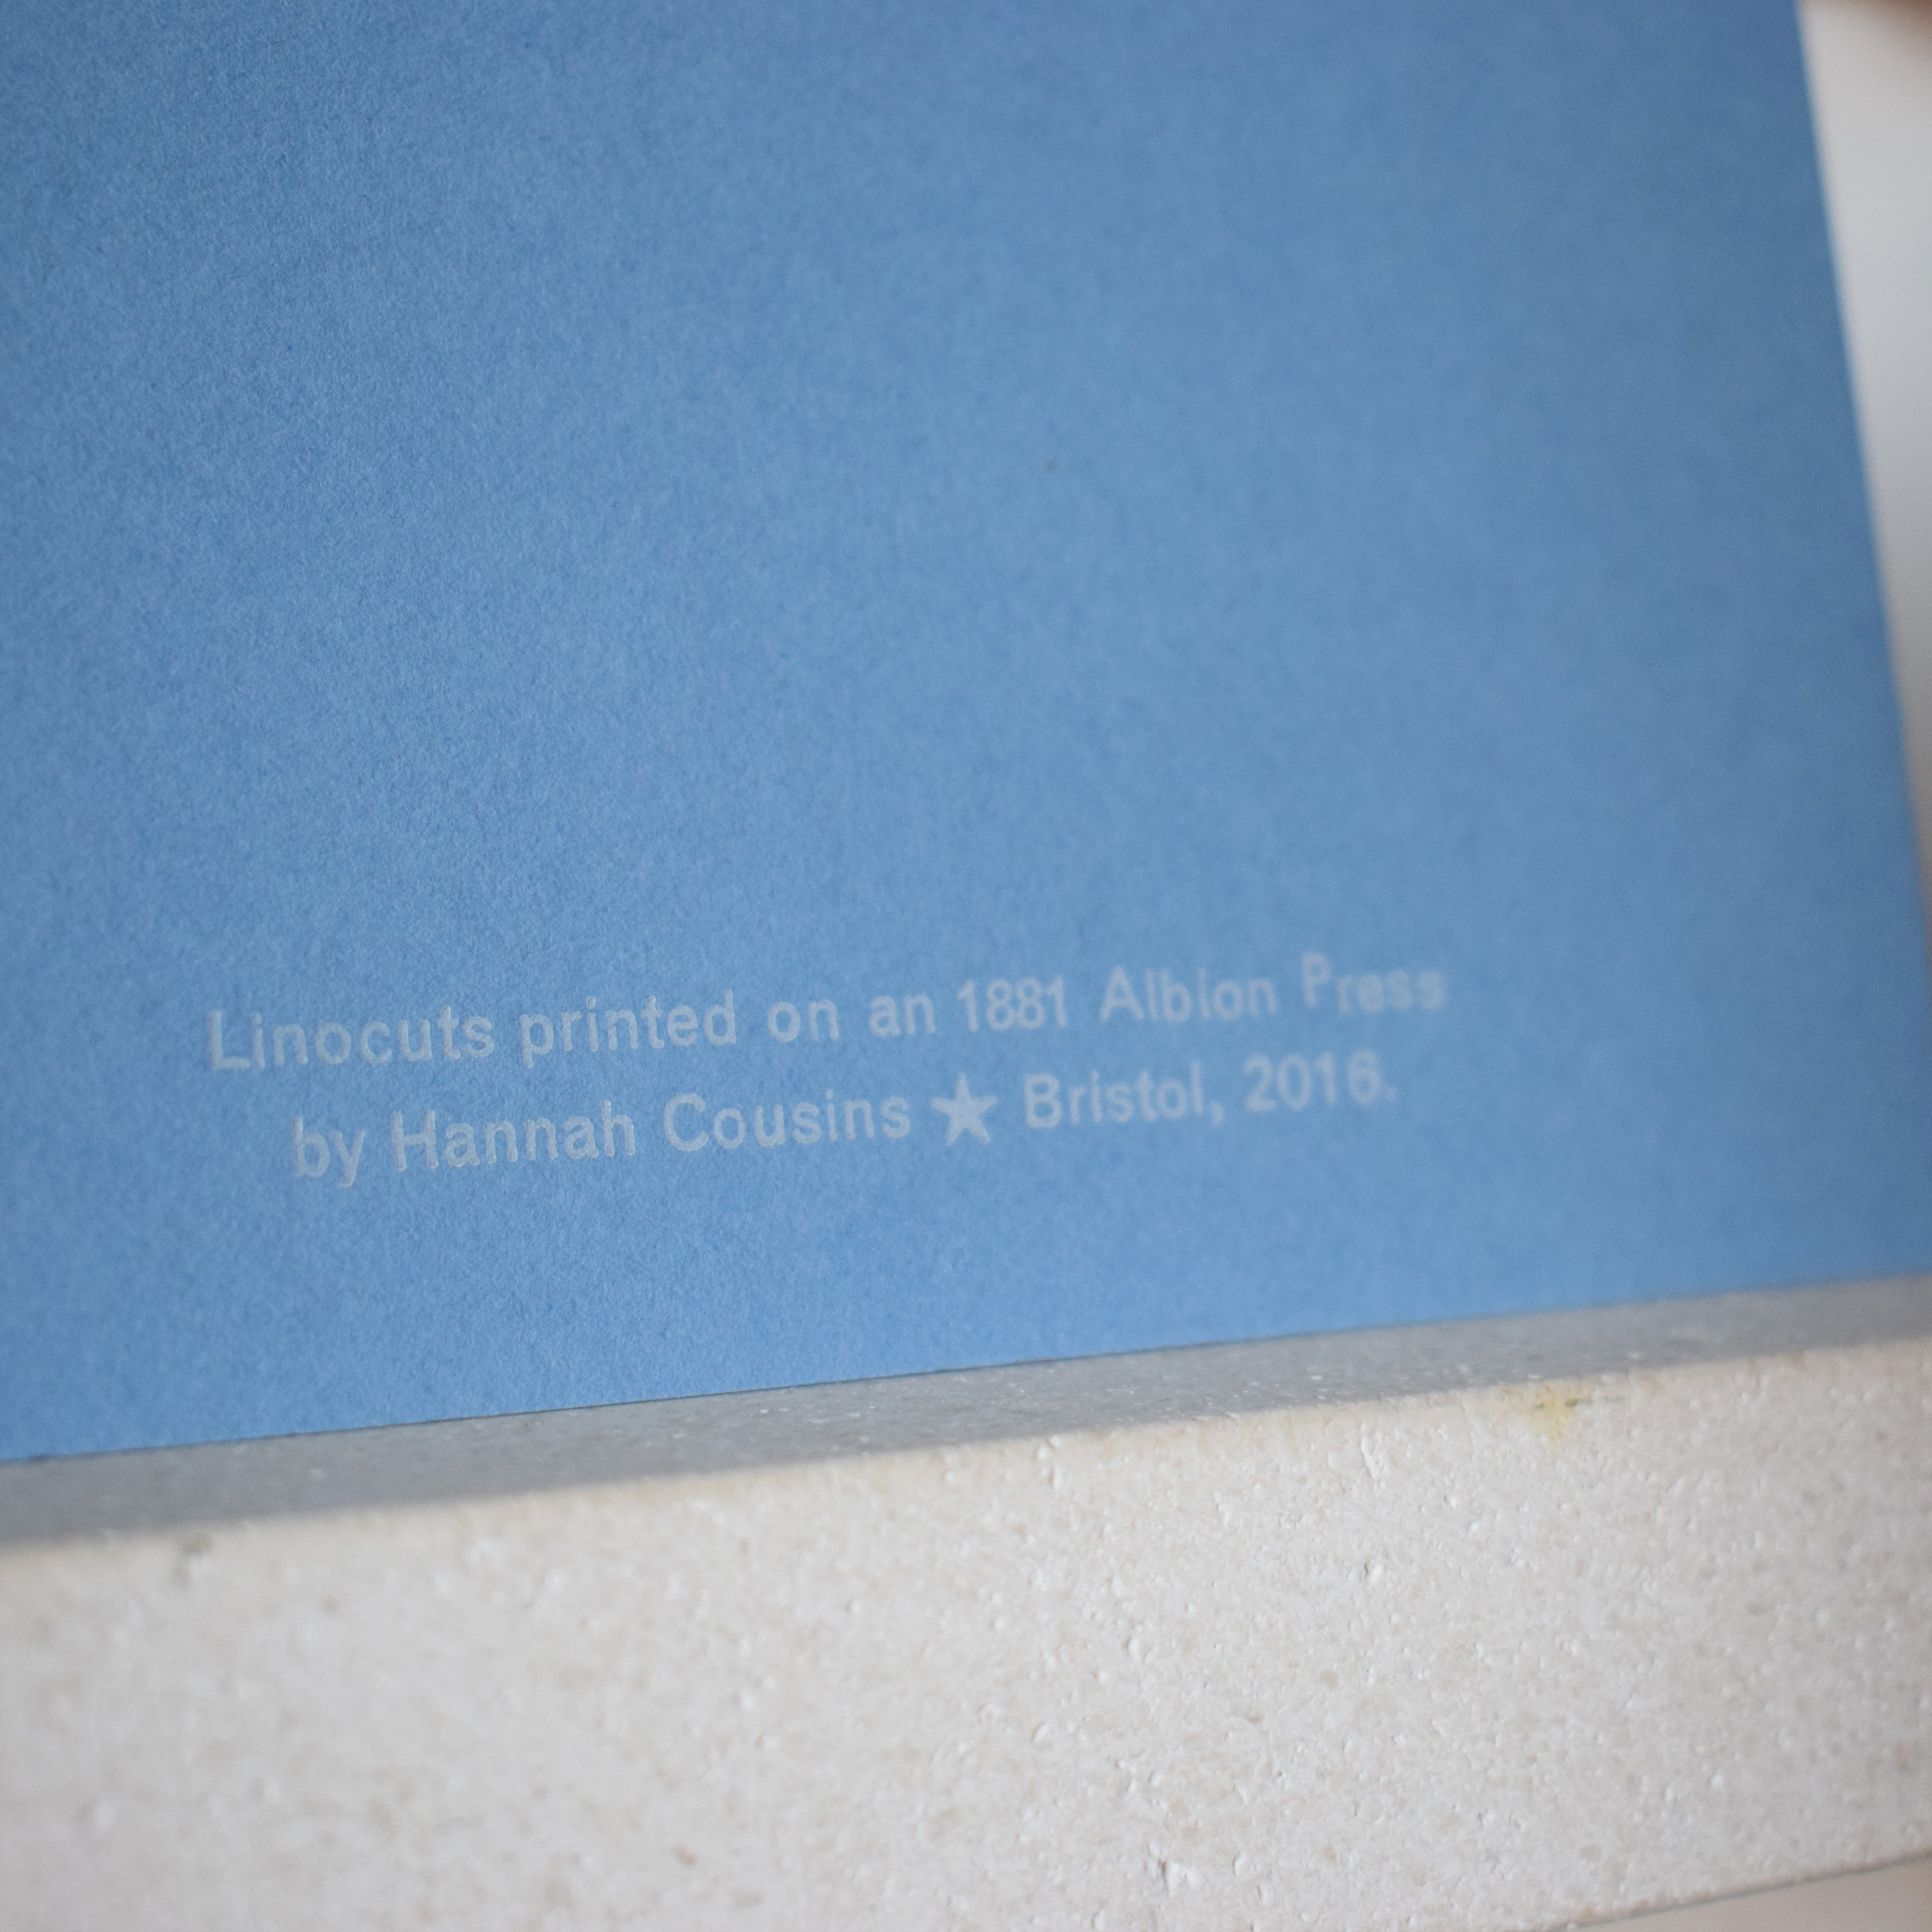 Linocuts printed on an 1881 Albion Press
by Hannah Cousins ★ Bristol, 2016.